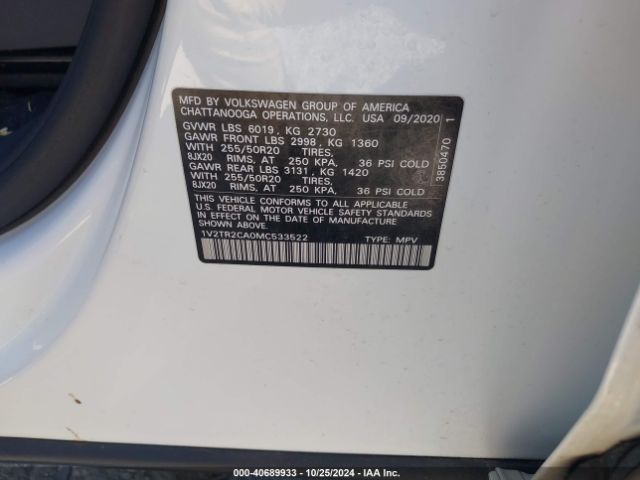 MFD BY VOLKSWAGEN GROUP OF AMERICA
CHATTANOOGA OPERATIONS, LLC. USA 09/2020
GVWR LBS 6019, KG 2730
GAWR FRONT LBS 2998, KG 1360
WITH 255/50R20 TIRES,
8JX20 RIMS, AT 250 KPA. 36 PSI COLD
GAWR REAR LBS 3131, KG 1420
WITH 255/50R20 TIRES,
8JX20 RIMS, AT 250 KPA. 36 PSI COLD
THIS VEHICLE CONFORMS TO ALL APPLICABLE
U.S. FEDERAL MOTOR VEHICLE SAFETY STANDARDS
IN EFFECT ON THE DATE OF MANUFACTURE
SHOWN ABOVE.
1V2TR2CA0MC533522 TYPE: MPV
3850470 1
000-40689933 - 10/25/2024 - IAA Inc.